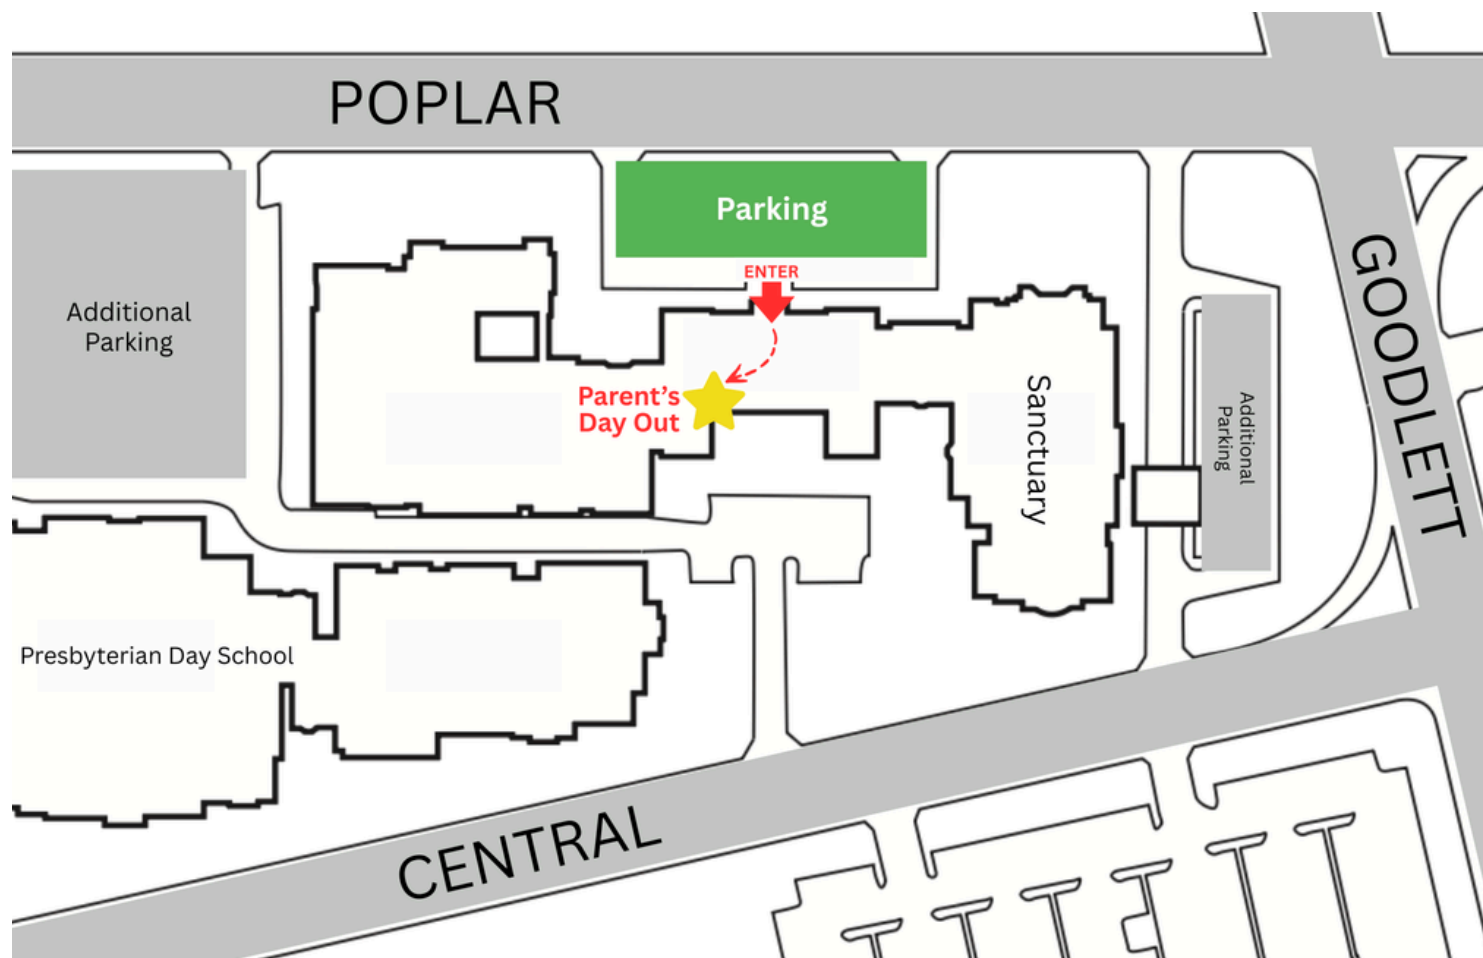 POPLAR
Parking
ENTER
Additional
Parking
Parent's
Day Out
Sanctuary
Additional
Parking
GOODLETT
Presbyterian Day School
CENTRAL